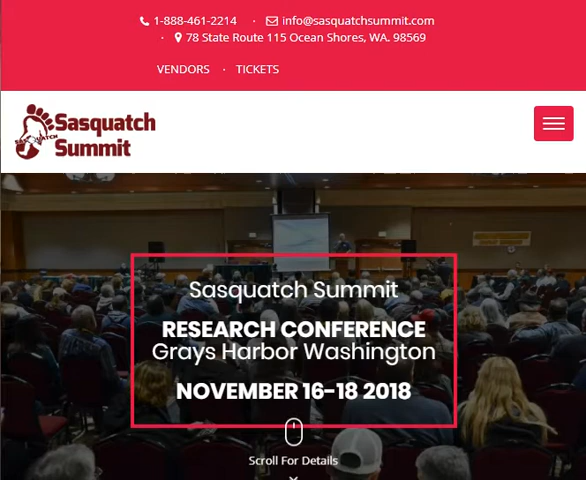 1-888-461-2214 · info@sasquatchsummit.com
· 78 State Route 115 Ocean Shores, WA. 98569
VENDORS · TICKETS
Sasquatch
SASQUATCH
Summit
Sasquatch Summit
RESEARCH CONFERENCE
Grays Harbor Washington
NOVEMBER 16-18 2018
Scroll For Details